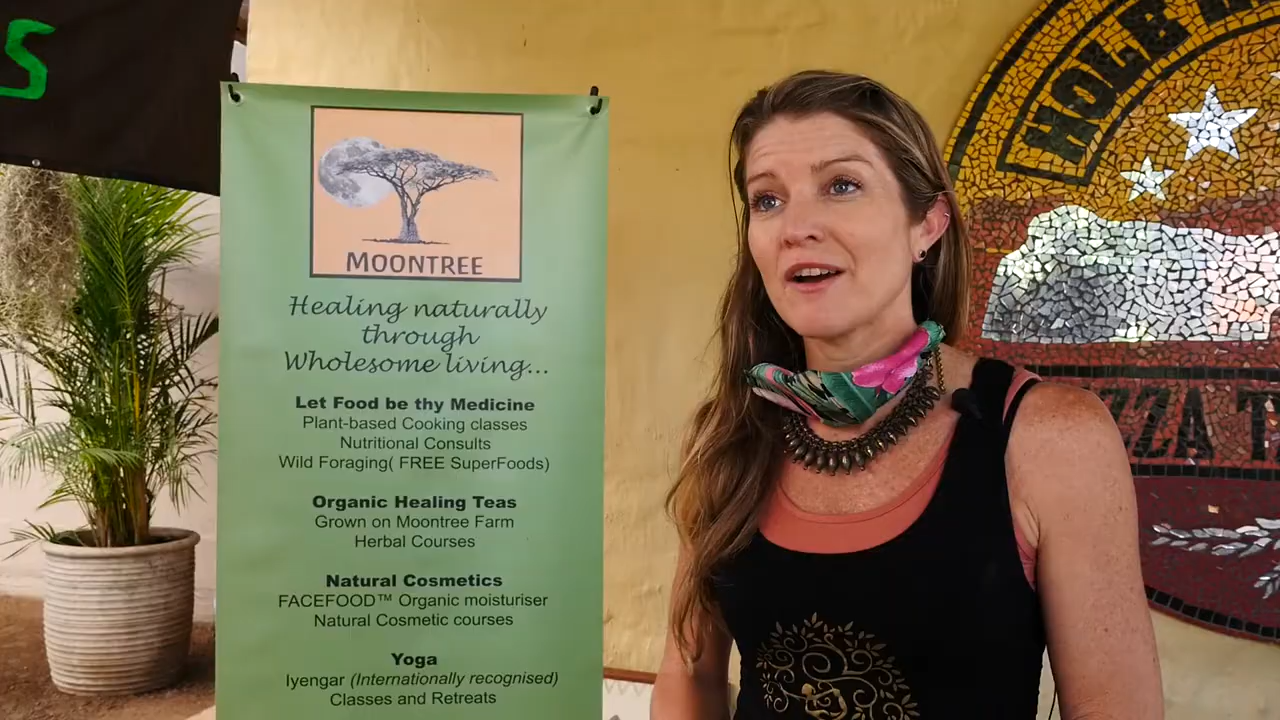 S
MOONTREE
Healing naturally
through
Wholesome living...
Let Food be thy Medicine
Plant-based Cooking classes
Nutritional Consults
Wild Foraging( FREE SuperFoods)
Organic Healing Teas
Grown on Moontree Farm
Herbal Courses
Natural Cosmetics
FACEFOOD™ Organic moisturiser
Natural Cosmetic courses
Yoga
Iyengar (Internationally recognised)
Classes and Retreats
HOLE
ZZA T